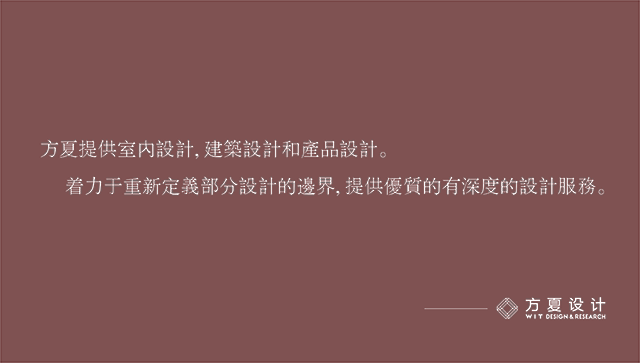 方夏提供室内設計, 建築設計和產品設計。
着力于重新定義部分設計的邊界, 提供優質的有深度的設計服務。
方夏设计
WIT DESIGN & RESEARCH